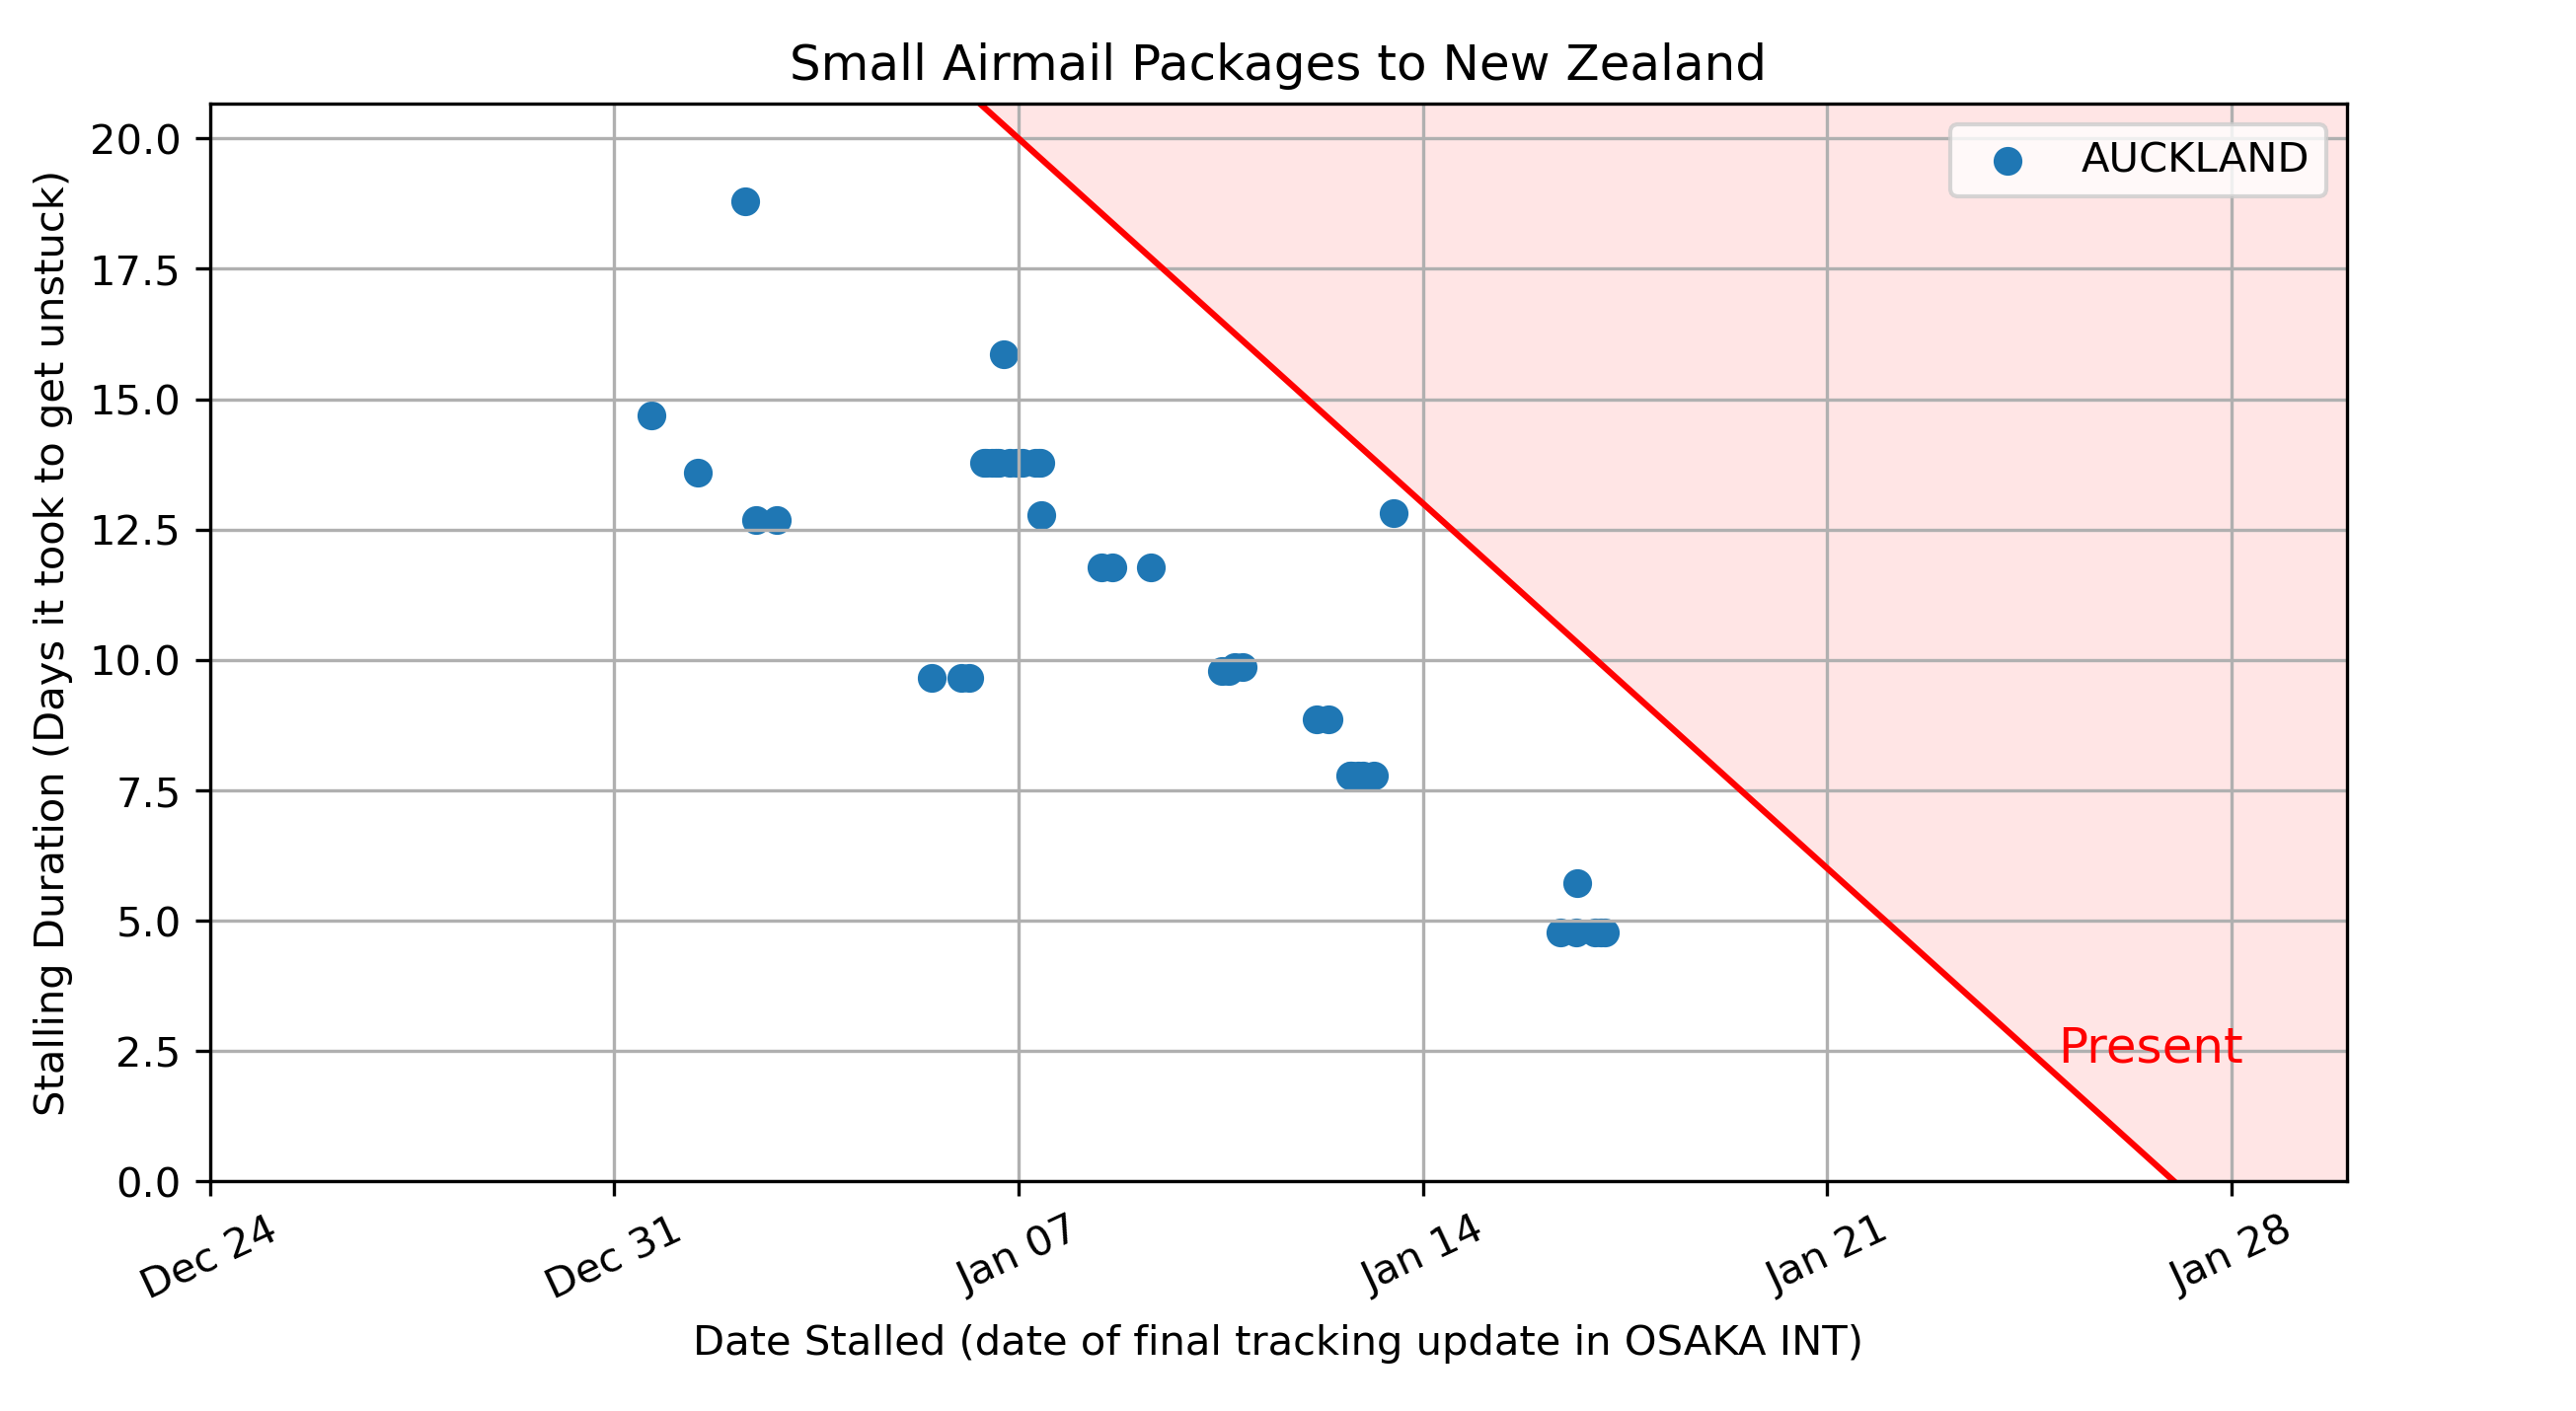 Small Airmail Packages to New Zealand
AUCKLAND
Stalling Duration (Days it took to get unstuck)
20.0
17.5
15.0
12.5
10.0
7.5
5.0
2.5
0.0
Present
Dec 24
Dec 31
Jan 07
Jan 14
Jan 21
Jan 28
Date Stalled (date of final tracking update in OSAKA INT)